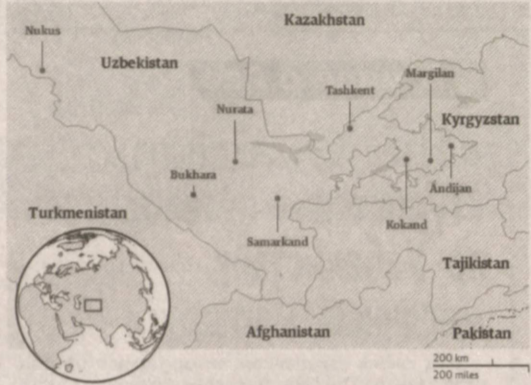 Kazakhstan
Nukus
Uzbekistan
Margilan
Tashkent
Nurata
Kyrgyzstan
Bukhara
Andijan
Turkmenistan
Kokand
Samarkand
Tajikistan
Afghanistan
Pakistan
200 km
200 miles